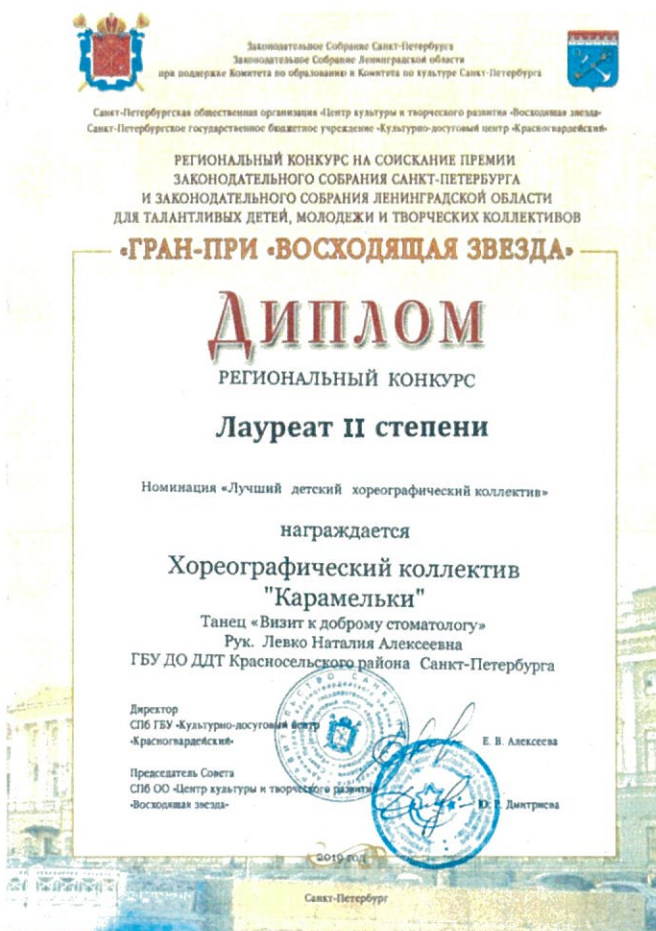 Законодательное Собрание Санкт-Петербурга
Законодательное Собрание Ленинградской области
при поддержке Комитета по образованию и Комитета по культуре Санкт-Петербурга
Санкт-Петербургская общественная организация «Центр культуры и творческого развития «Восходящая звезда»
Санкт-Петербургское государственное бюджетное учреждение «Культурно-досуговый центр «Красногвардейский»
РЕГИОНАЛЬНЫЙ КОНКУРС НА СОИСКАНИЕ ПРЕМИИ
ЗАКОНОДАТЕЛЬНОГО СОБРАНИЯ САНКТ-ПЕТЕРБУРГА
И ЗАКОНОДАТЕЛЬНОГО СОБРАНИЯ ЛЕНИНГРАДСКОЙ ОБЛАСТИ
ДЛЯ ТАЛАНТЛИВЫХ ДЕТЕЙ, МОЛОДЕЖИ И ТВОРЧЕСКИХ КОЛЛЕКТИВОВ
«ГРАН-ПРИ «ВОСХОДЯЩАЯ ЗВЕЗДА»
ДИПЛОМ
РЕГИОНАЛЬНЫЙ КОНКУРС
Лауреат II степени
Номинация «Лучший детский хореографический коллектив»
награждается
Хореографический коллектив
"Карамельки"
Танец «Визит к доброму стоматологу»
Рук. Левко Наталия Алексеевна
ГБУ ДО ДДТ Красносельского района Санкт-Петербурга
Директор
СПб ГБУ «Культурно-досуговый центр
«Красногвардейский»
Е. В. Алексеева
Председатель Совета
СПб ОО «Центр культуры и творческого развития
«Восходящая звезда»
Ю. Р. Дмитриева
2019 год
Санкт-Петербург